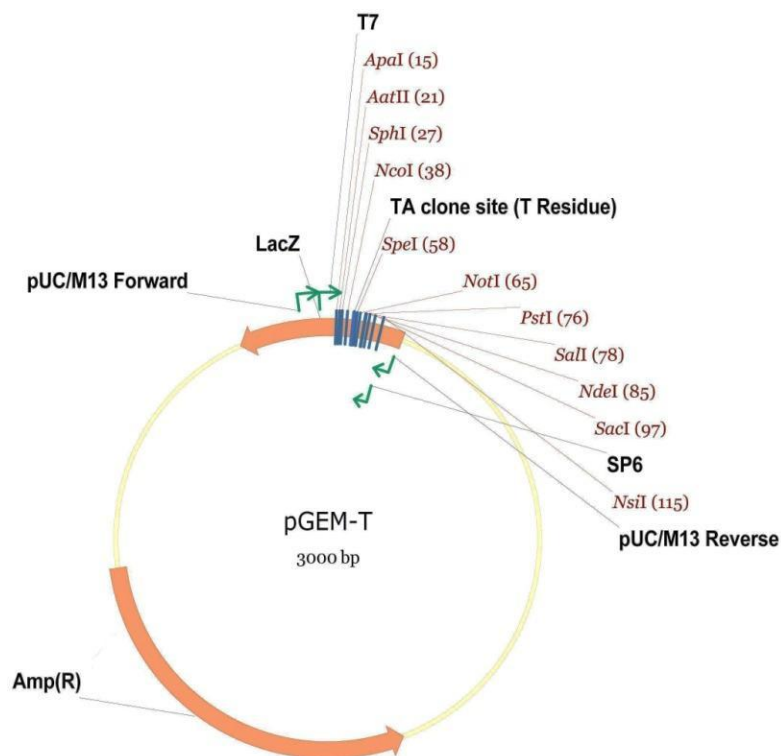 T7
ApaI (15)
AatII (21)
SphI (27)
NcoI (38)
TA clone site (T Residue)
LacZ
SpeI (58)
pUC/M13 Forward
NotI (65)
PstI (76)
SalI (78)
NdeI (85)
SacI (97)
SP6
NsiI (115)
pUC/M13 Reverse
pGEM-T
3000 bp
Amp(R)